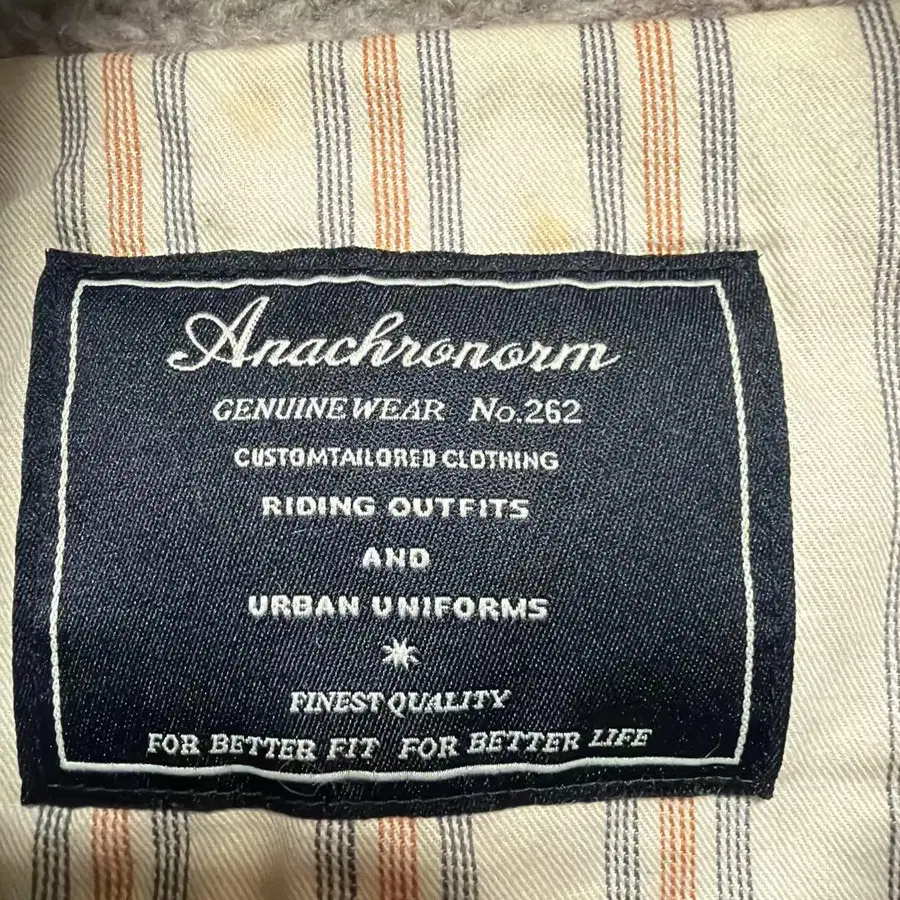 Anachronorm
GENUINE WEAR No.262
CUSTOMTAILORED CLOTHING
RIDING OUTFITS
AND
URBAN UNIFORMS
FINEST QUALITY
FOR BETTER FIT FOR BETTER LIFE